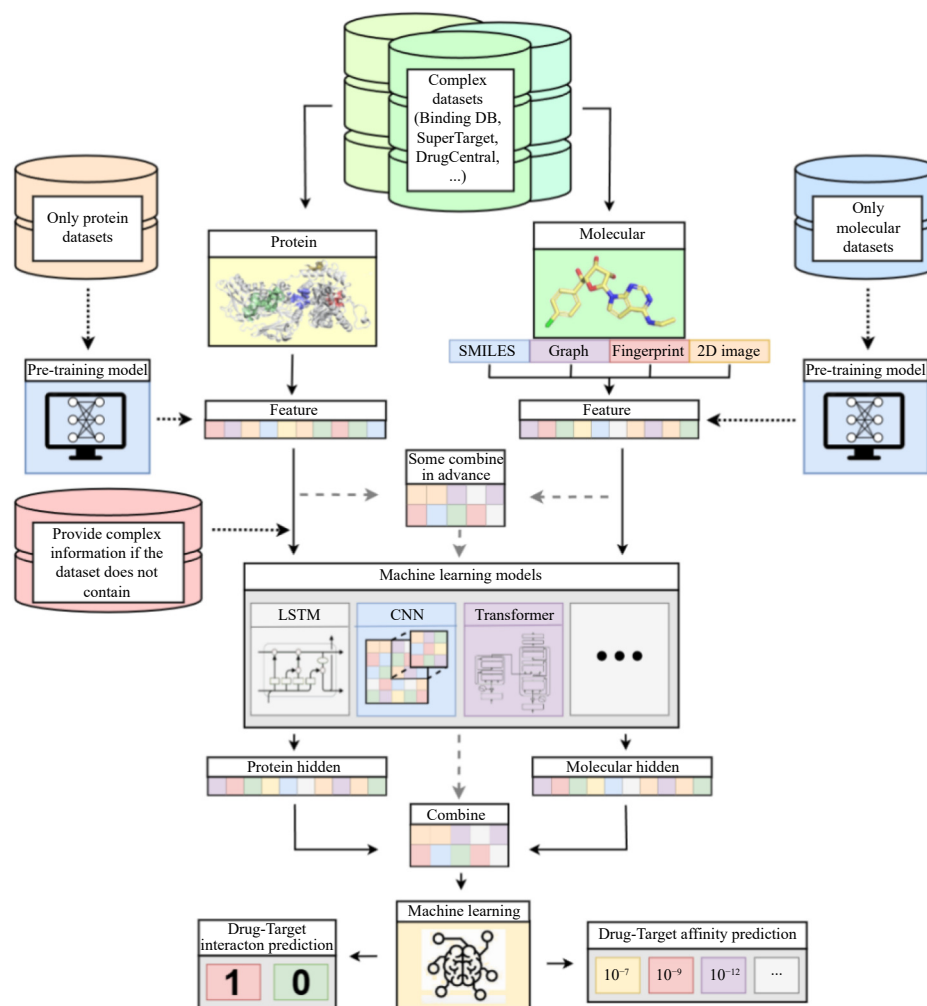 Complex
datasets
(Binding DB,
SuperTarget,
DrugCentral,
...)
Only protein
datasets
Only
molecular
datasets
Protein
Molecular
SMILES
Graph
Fingerprint
2D image
Pre-training model
Pre-training model
Feature
Feature
Some combine
in advance
Provide complex
information if the
dataset does not
contain
Machine learning models
LSTM
CNN
Transformer
Protein hidden
Molecular hidden
Combine
Machine learning
Drug-Target
interacton prediction
1 0
Drug-Target affinity prediction
10⁻⁷
10⁻⁹
10⁻¹²
...